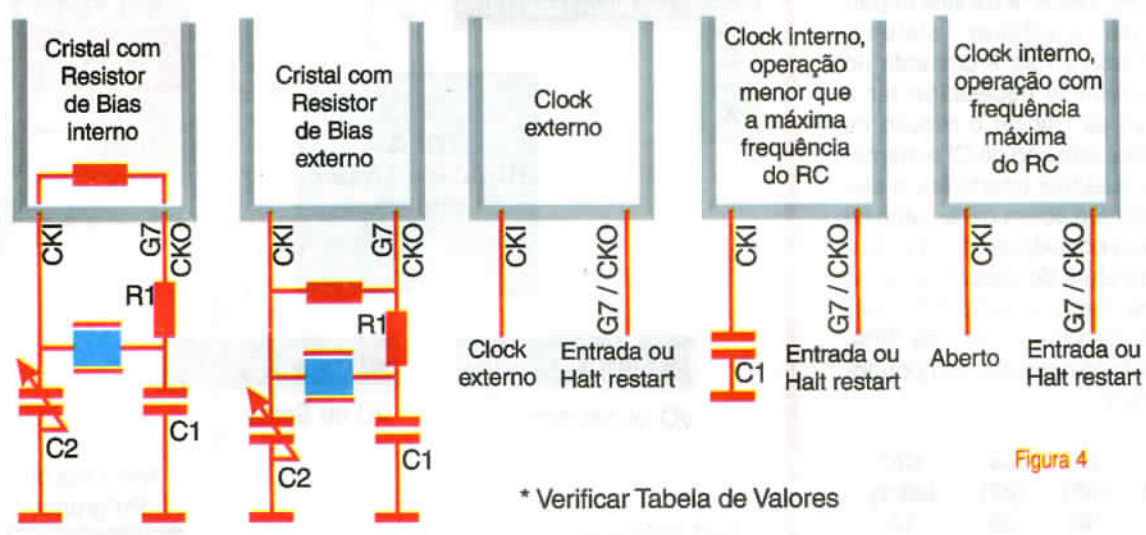 Cristal com
Resistor
de Bias
interno
CKI
G7
CKO
R1
C2
C1
Cristal com
Resistor
de Bias
externo
CKI
G7
CKO
R1
C2
C1
Clock
externo
CKI
G7 / CKO
Clock
externo
Entrada ou
Halt restart
Clock interno,
operação
menor que
a máxima
frequência
do RC
CKI
G7 / CKO
C1
Entrada ou
Halt restart
Clock interno,
operação com
frequência
máxima
do RC
CKI
G7 / CKO
Aberto
Entrada ou
Halt restart
Figura 4
* Verificar Tabela de Valores